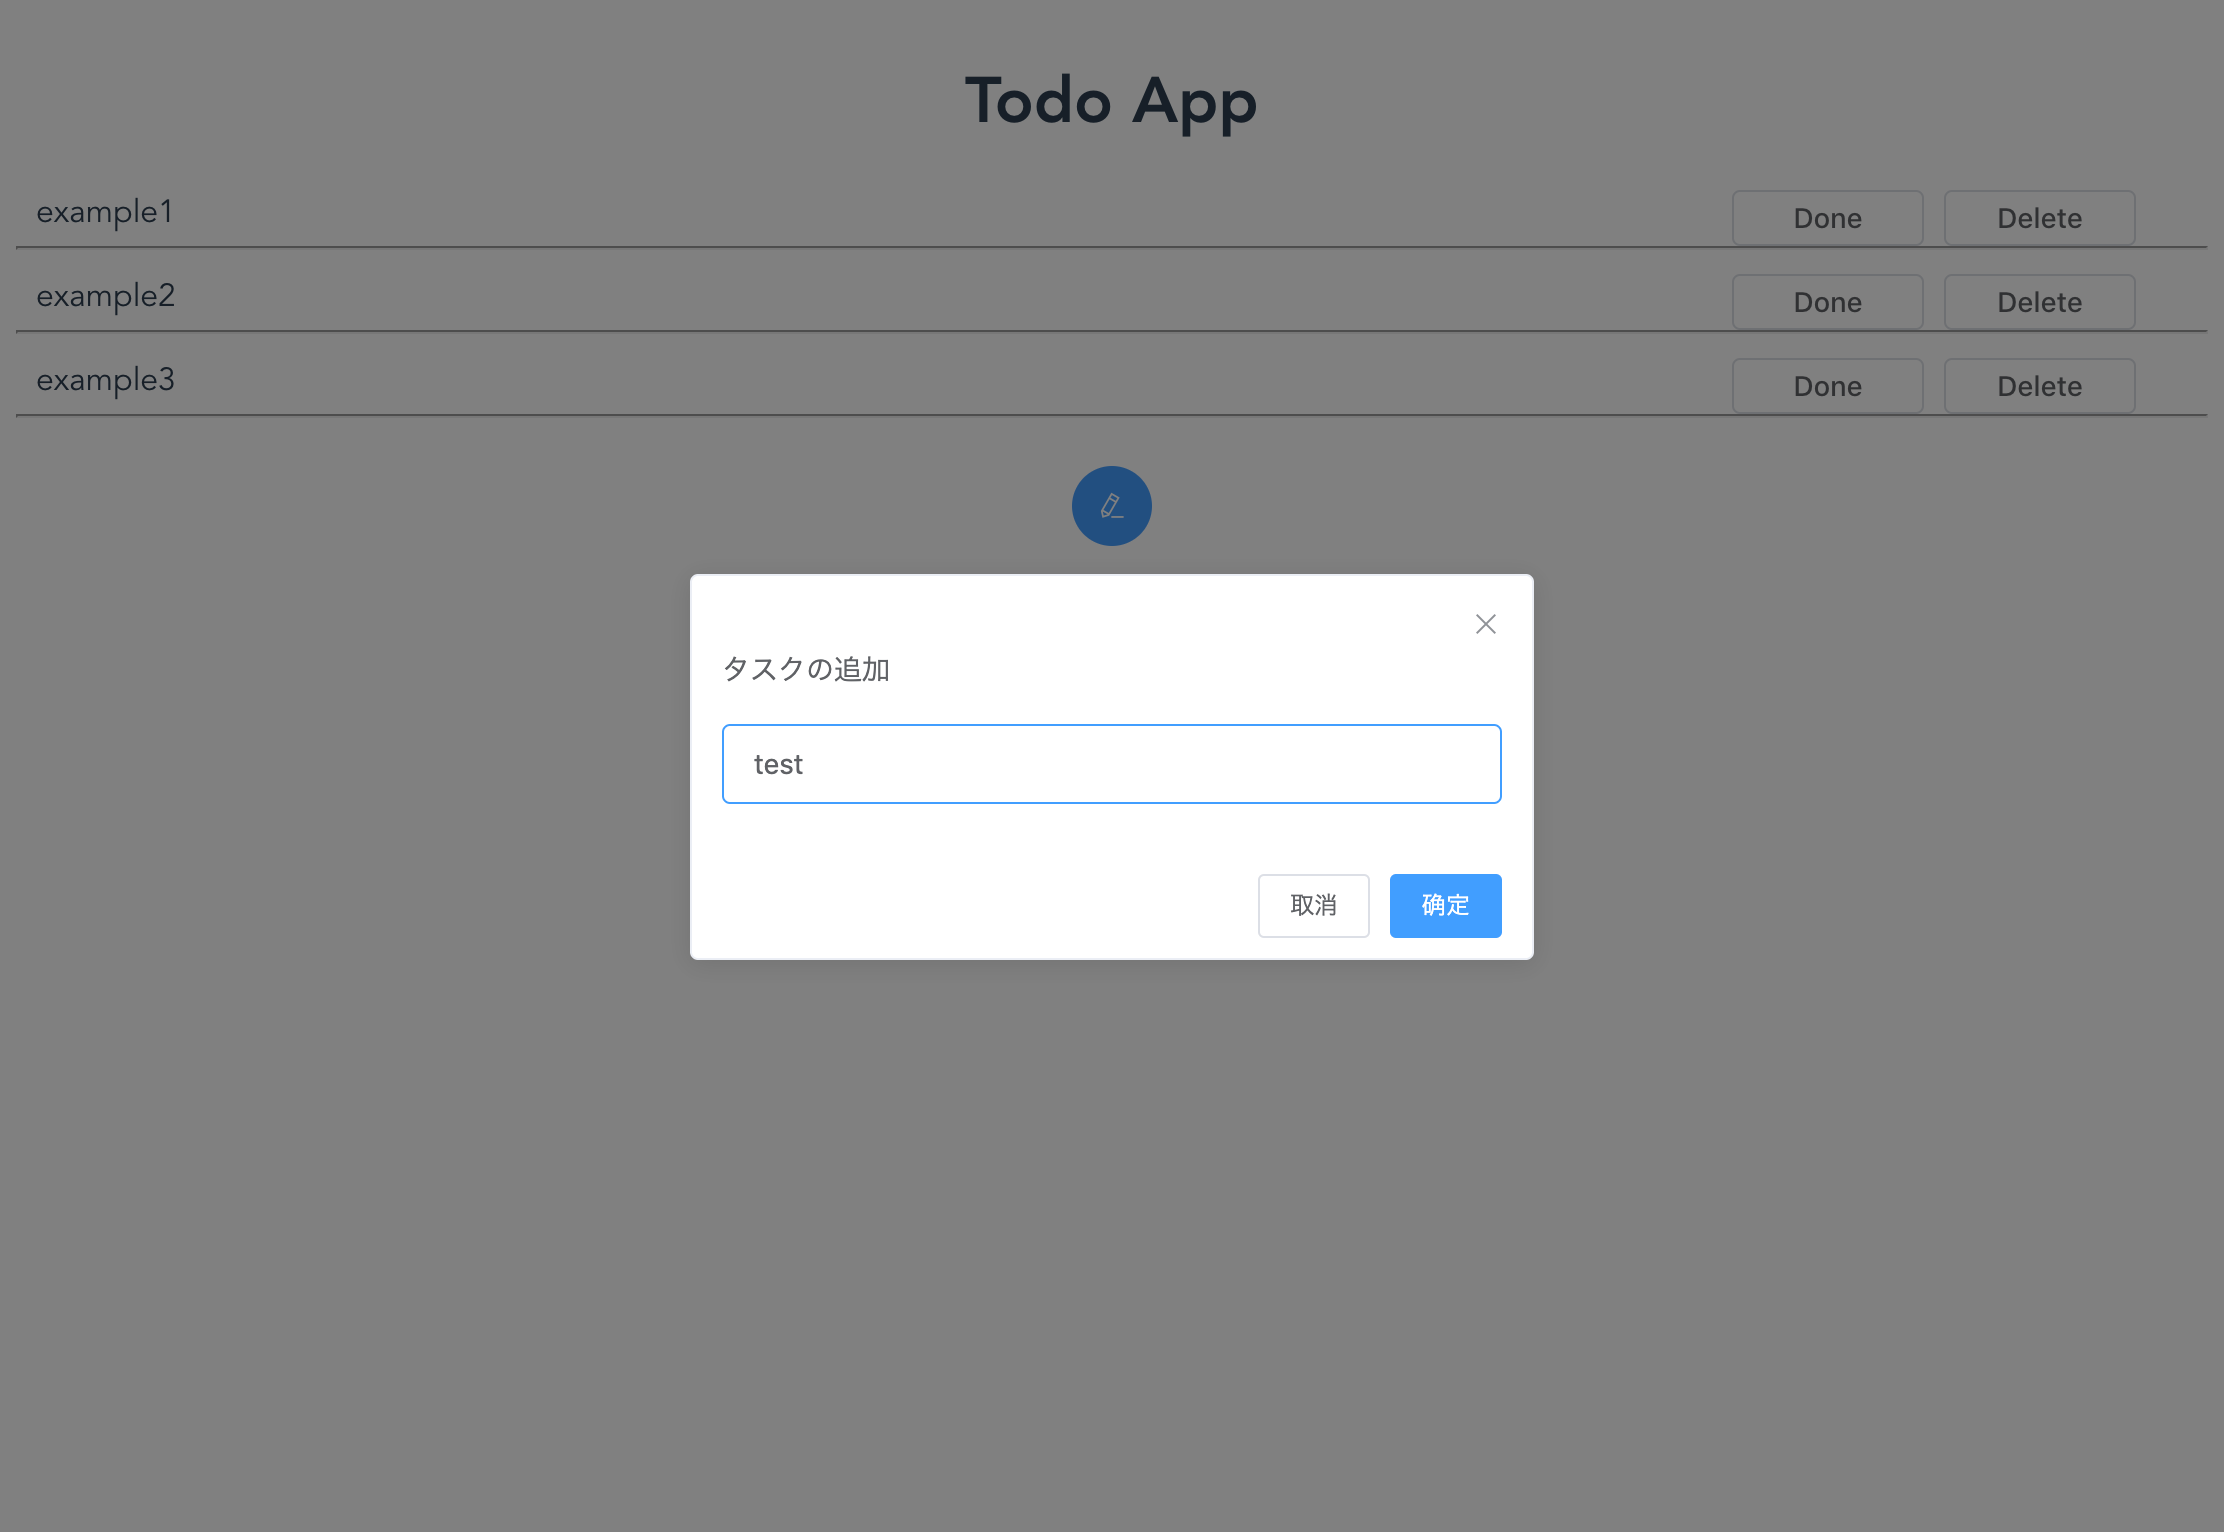 Todo App
example1 Done Delete
example2 Done Delete
example3 Done Delete
タスクの追加
test
取消 确定